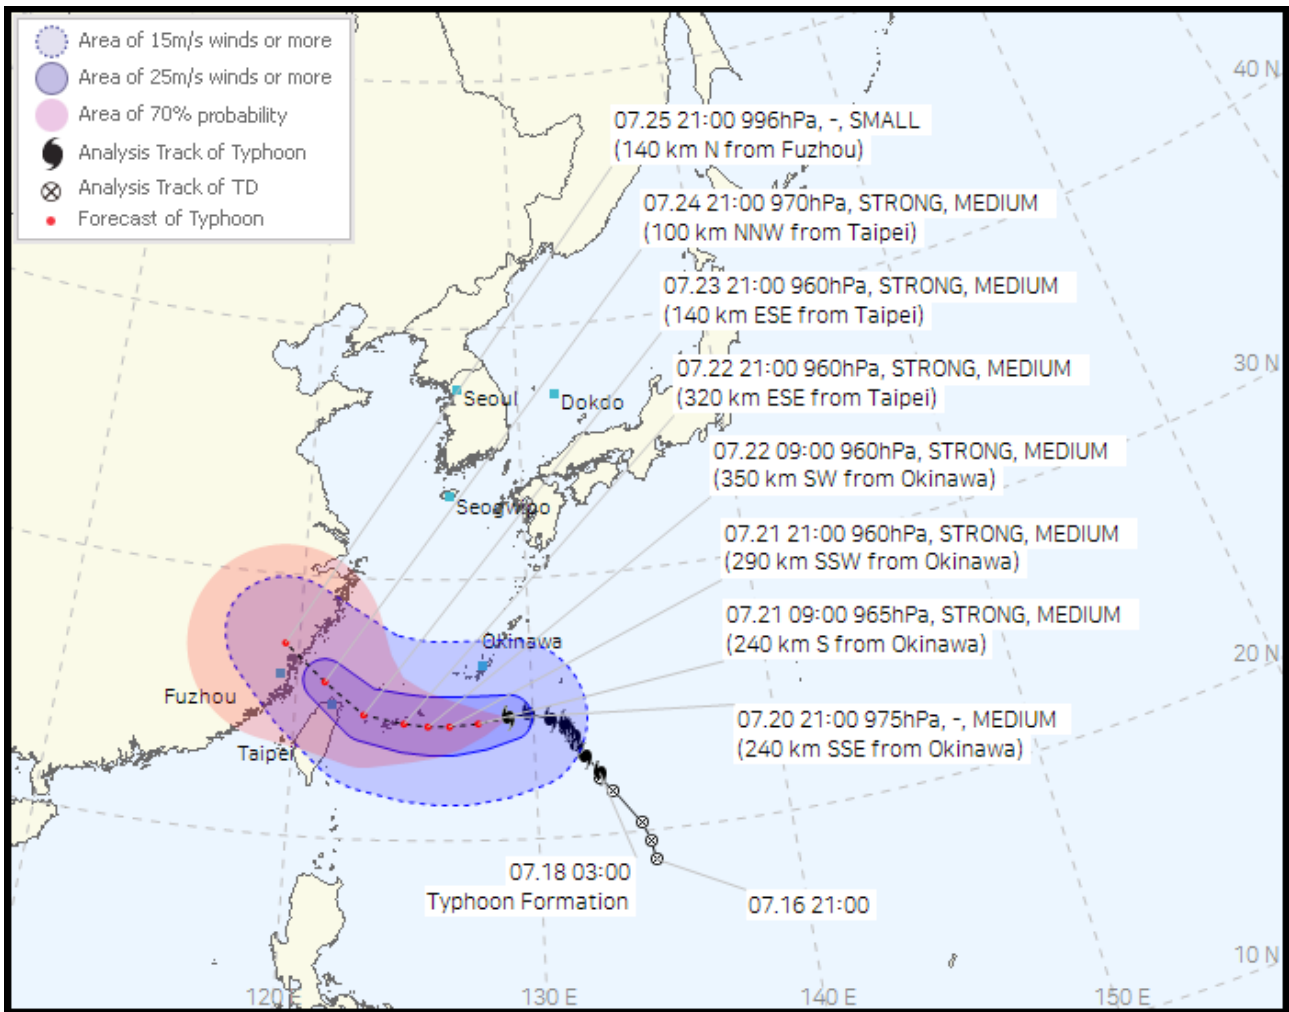 Area of 15m/s winds or more
Area of 25m/s winds or more
Area of 70% probability
Analysis Track of Typhoon
Analysis Track of TD
Forecast of Typhoon
40 N
07.25 21:00 996hPa, -, SMALL
(140 km N from Fuzhou)
07.24 21:00 970hPa, STRONG, MEDIUM
(100 km NNW from Taipei)
07.23 21:00 960hPa, STRONG, MEDIUM
(140 km ESE from Taipei)
30 N
07.22 21:00 960hPa, STRONG, MEDIUM
(320 km ESE from Taipei)
Seoul
Dokdo
07.22 09:00 960hPa, STRONG, MEDIUM
(350 km SW from Okinawa)
Seogwipo
07.21 21:00 960hPa, STRONG, MEDIUM
(290 km SSW from Okinawa)
07.21 09:00 965hPa, STRONG, MEDIUM
(240 km S from Okinawa)
Okinawa
20 N
Fuzhou
07.20 21:00 975hPa, -, MEDIUM
(240 km SSE from Okinawa)
Taipei
07.18 03:00
Typhoon Formation
07.16 21:00
10 N
120 E
130 E
140 E
150 E